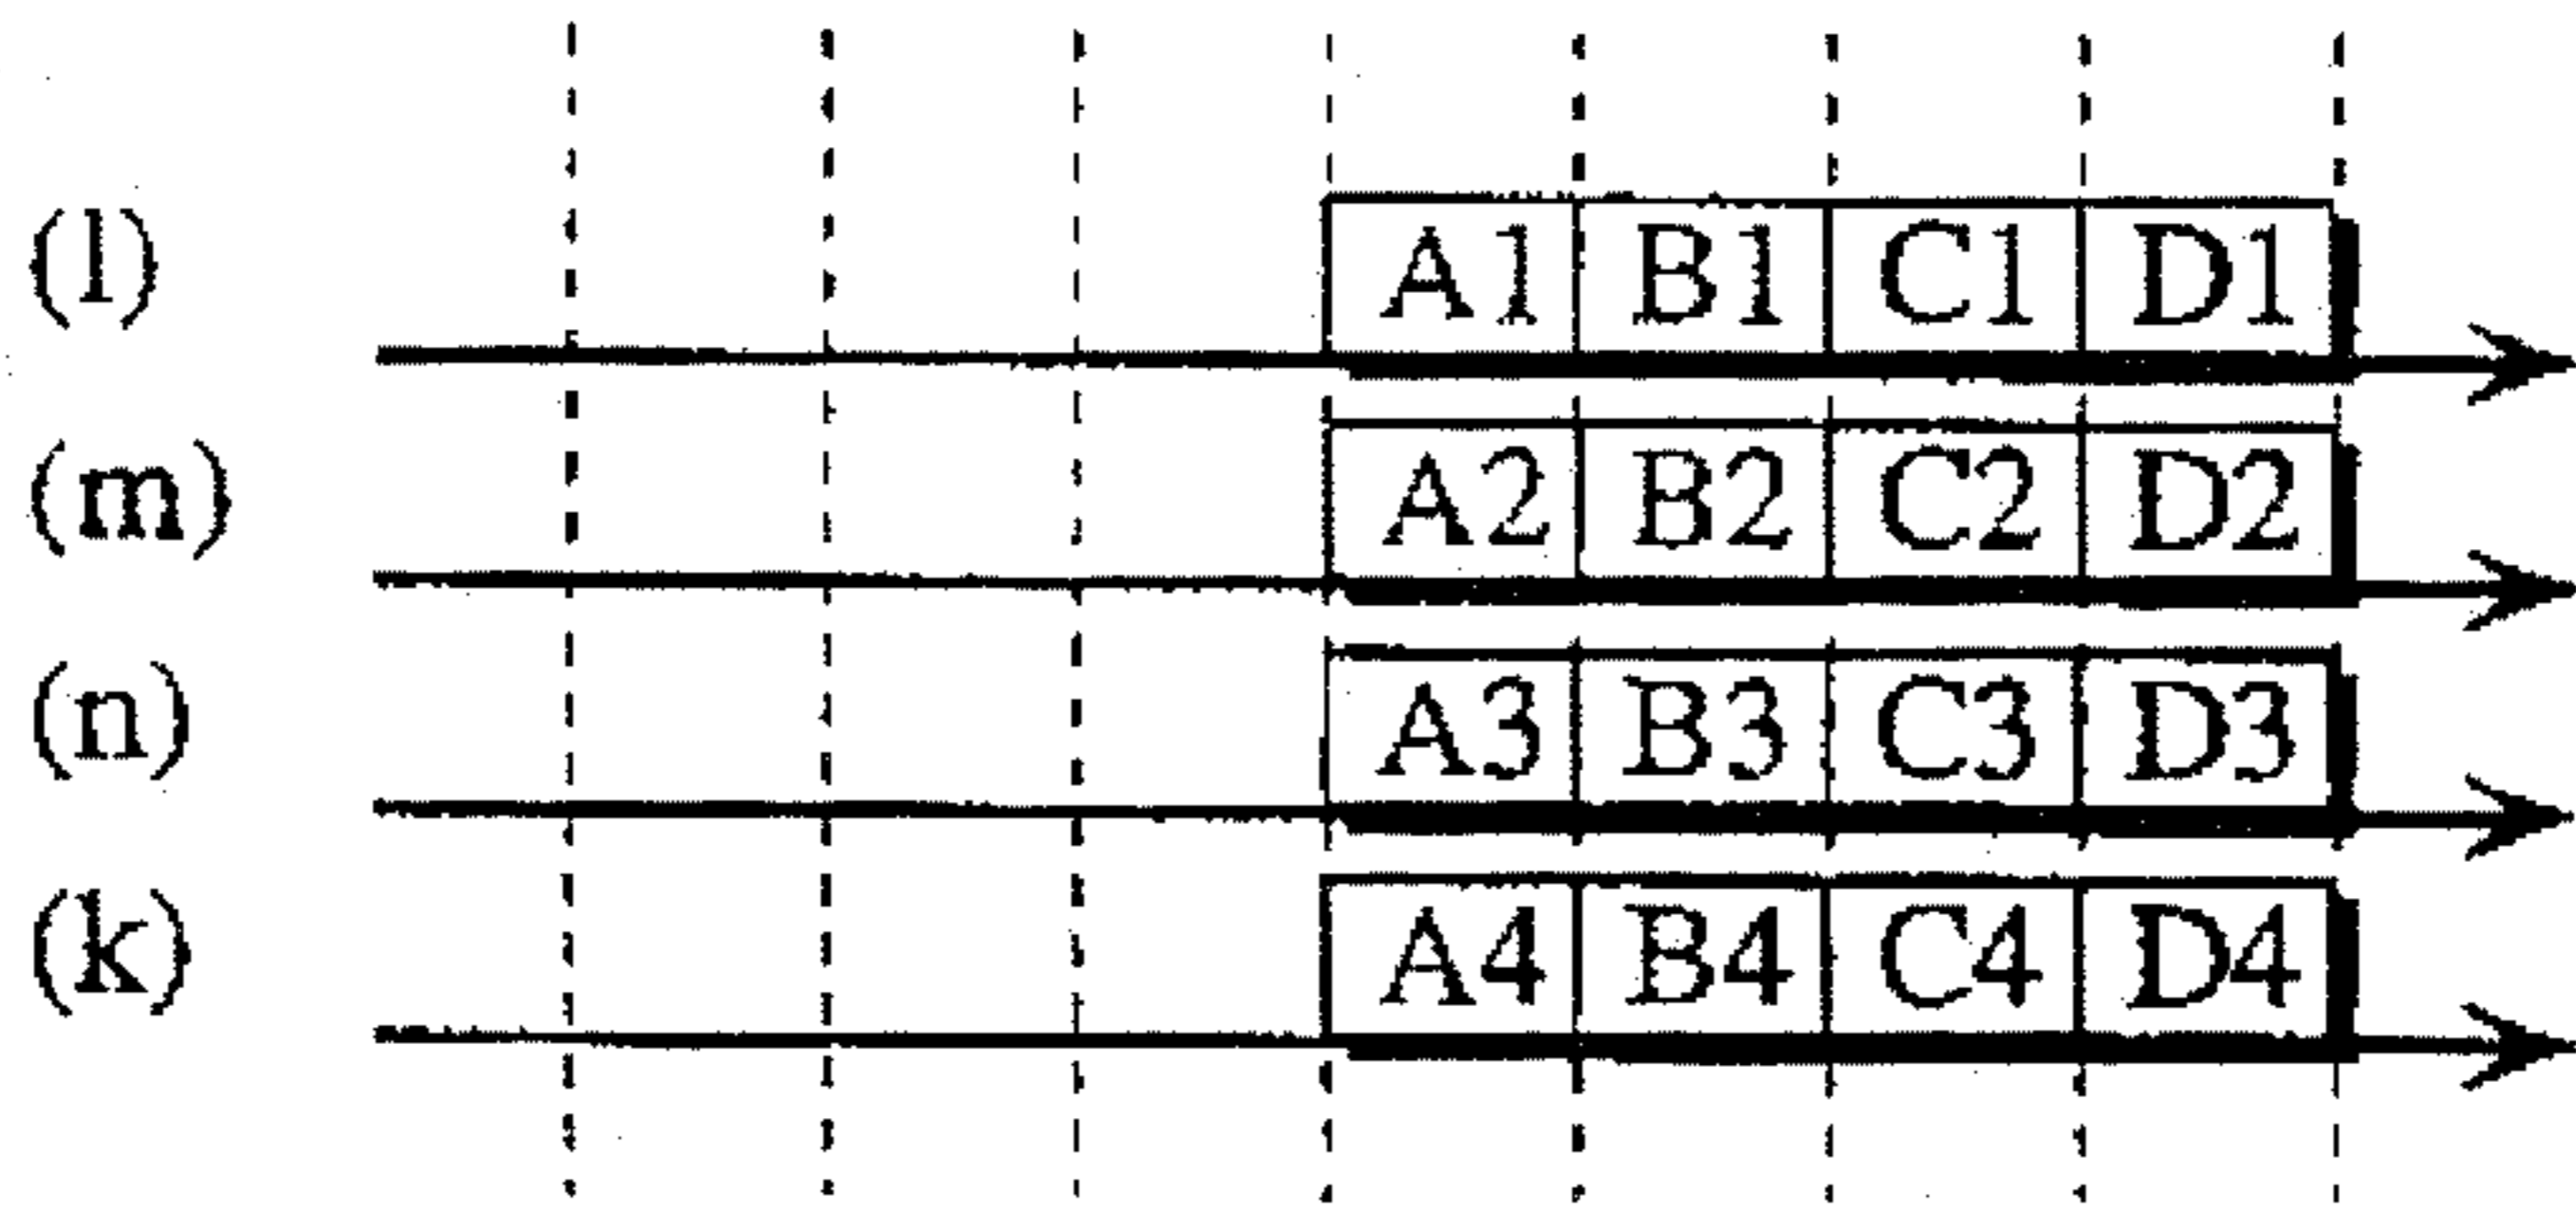 (l) A1 B1 C1 D1
(m) A2 B2 C2 D2
(n) A3 B3 C3 D3
(k) A4 B4 C4 D4